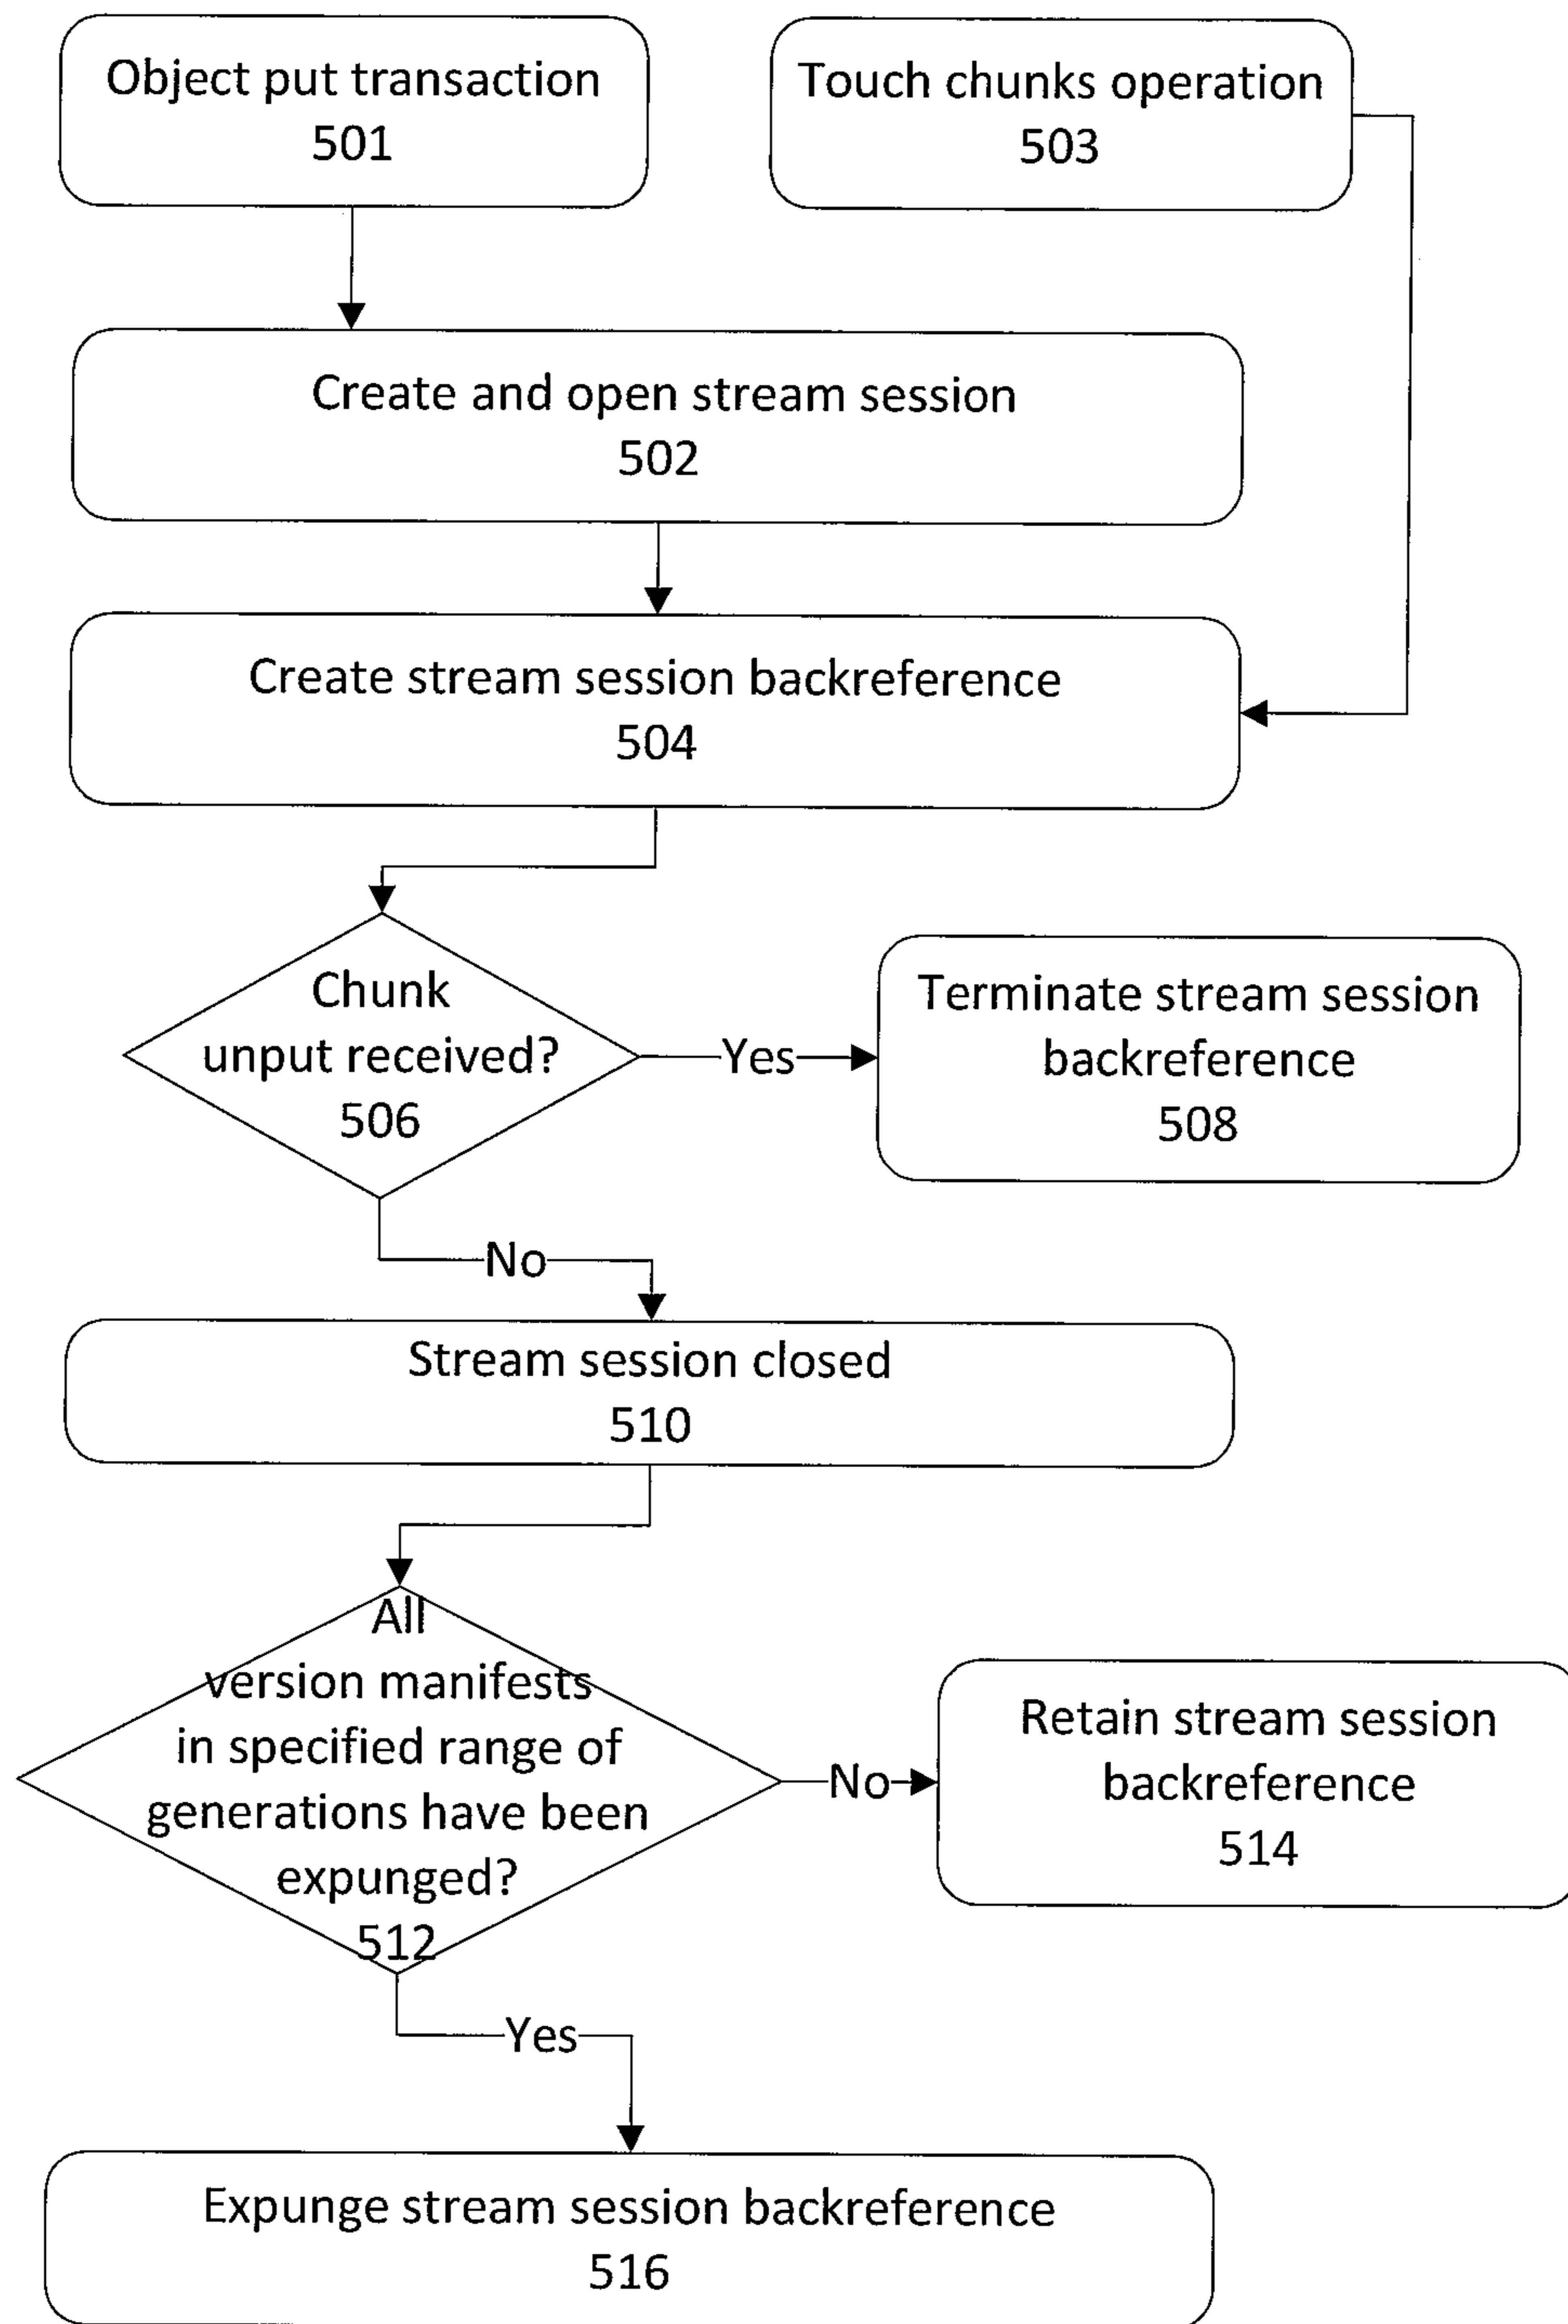 Object put transaction
501
Touch chunks operation
503
Create and open stream session
502
Create stream session backreference
504
Chunk
unput received?
506
Yes
Terminate stream session
backreference
508
No
Stream session closed
510
All
version manifests
in specified range of
generations have been
expunged?
512
No
Retain stream session
backreference
514
Yes
Expunge stream session backreference
516